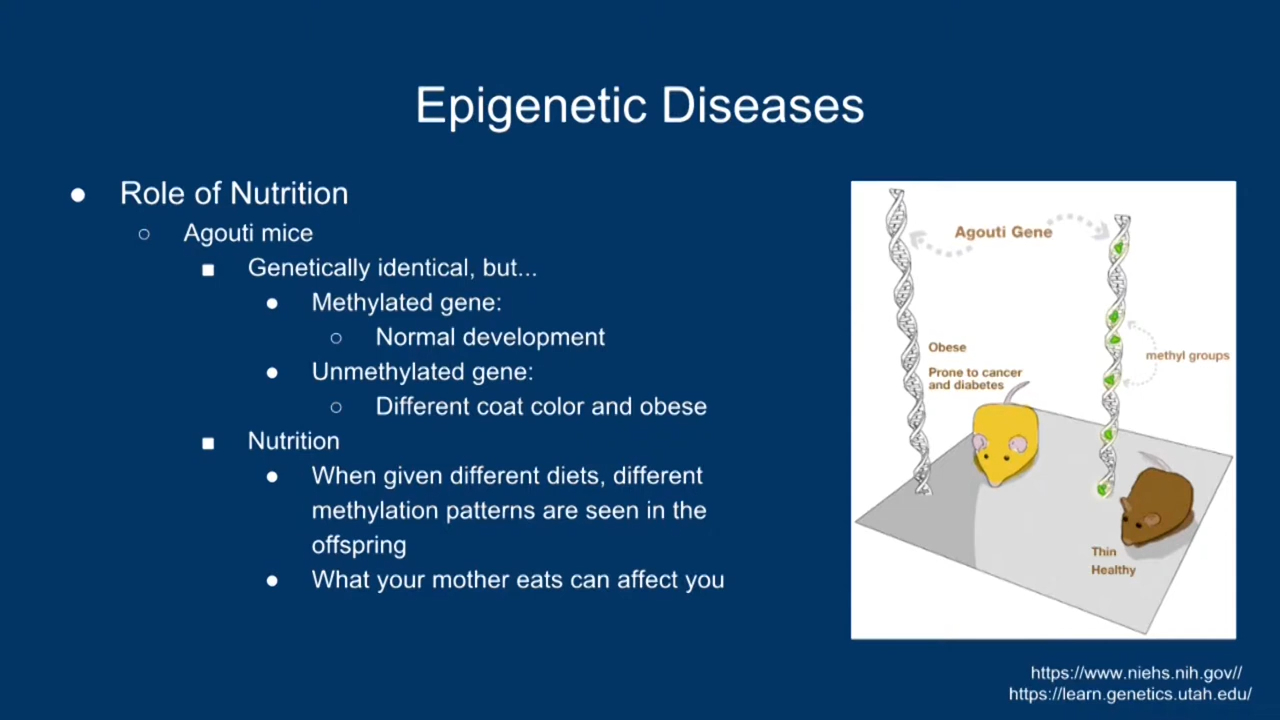 Epigenetic Diseases
● Role of Nutrition
○ Agouti mice
■ Genetically identical, but...
● Methylated gene:
○ Normal development
● Unmethylated gene:
○ Different coat color and obese
■ Nutrition
● When given different diets, different
methylation patterns are seen in the
offspring
● What your mother eats can affect you
Agouti Gene
Obese
Prone to cancer
and diabetes
methyl groups
Thin
Healthy
https://www.niehs.nih.gov//
https://learn.genetics.utah.edu/